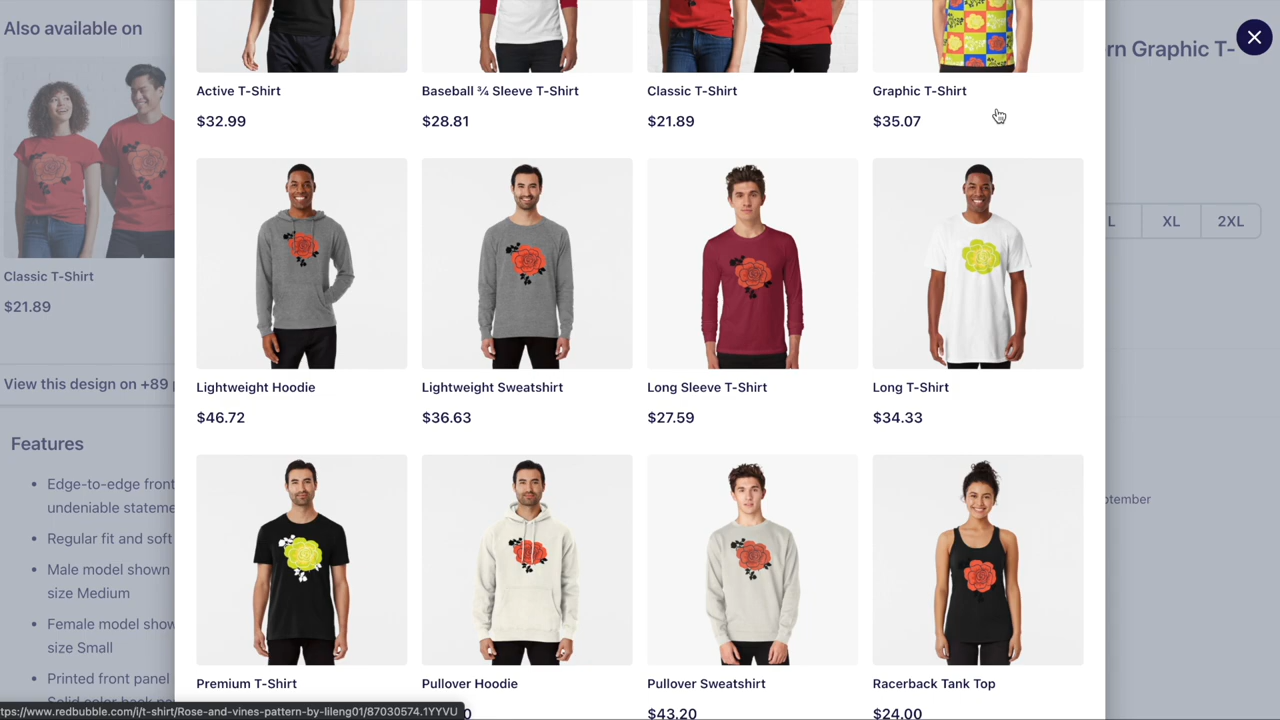 Also available on
rn Graphic T-
Active T-Shirt
$32.99
Baseball ¾ Sleeve T-Shirt
$28.81
Classic T-Shirt
$21.89
Graphic T-Shirt
$35.07
L
XL
2XL
Classic T-Shirt
$21.89
Lightweight Hoodie
$46.72
Lightweight Sweatshirt
$36.63
Long Sleeve T-Shirt
$27.59
Long T-Shirt
$34.33
View this design on +89 p
Features
Edge-to-edge front
undeniable stateme
Regular fit and soft
Male model shown
size Medium
Female model show
size Small
Printed front panel
ptember
Premium T-Shirt
Pullover Hoodie
0
Pullover Sweatshirt
$43.20
Racerback Tank Top
$24.00
tps://www.redbubble.com/i/t-shirt/Rose-and-vines-pattern-by-lileng01/87030574.1YYVU